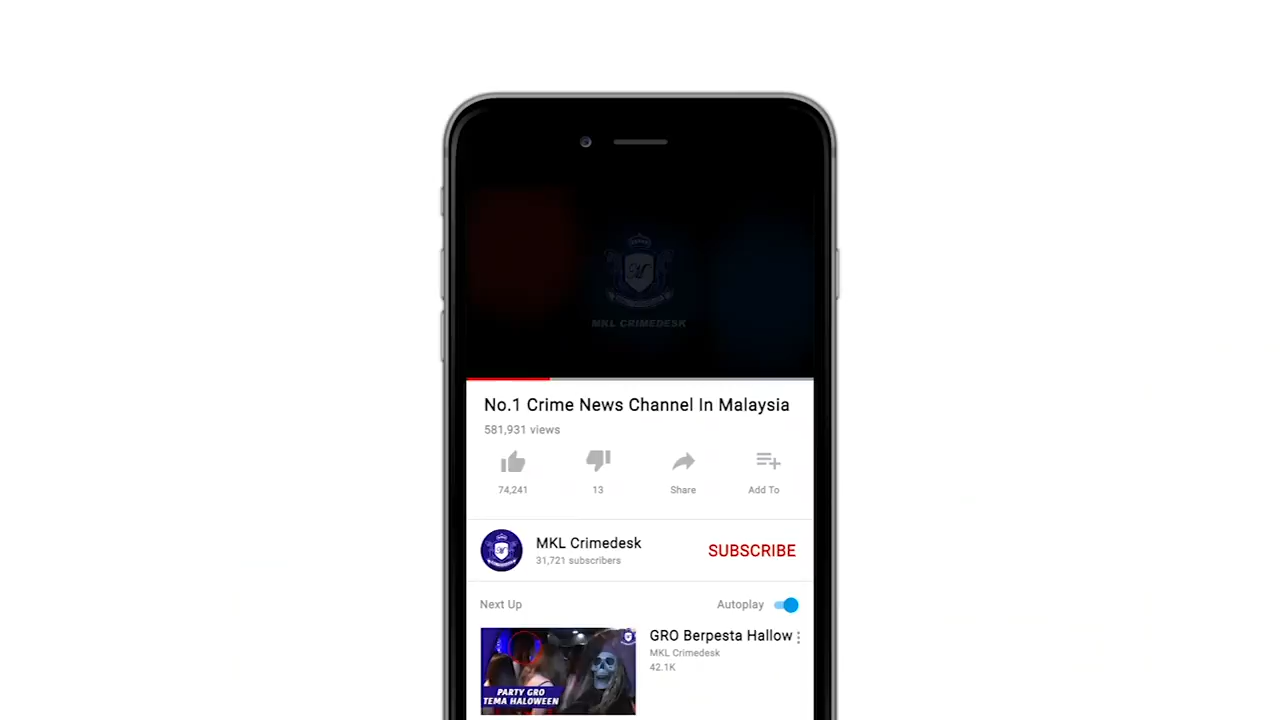 MKL CRIMEDESK
No.1 Crime News Channel In Malaysia
581,931 views
74,241
13
Share
Add To
MKL Crimedesk
31,721 subscribers
SUBSCRIBE
Next Up
Autoplay
GRO Berpesta Hallow
MKL Crimedesk
42.1K
PARTY GRO
TEMA HALOWEEN